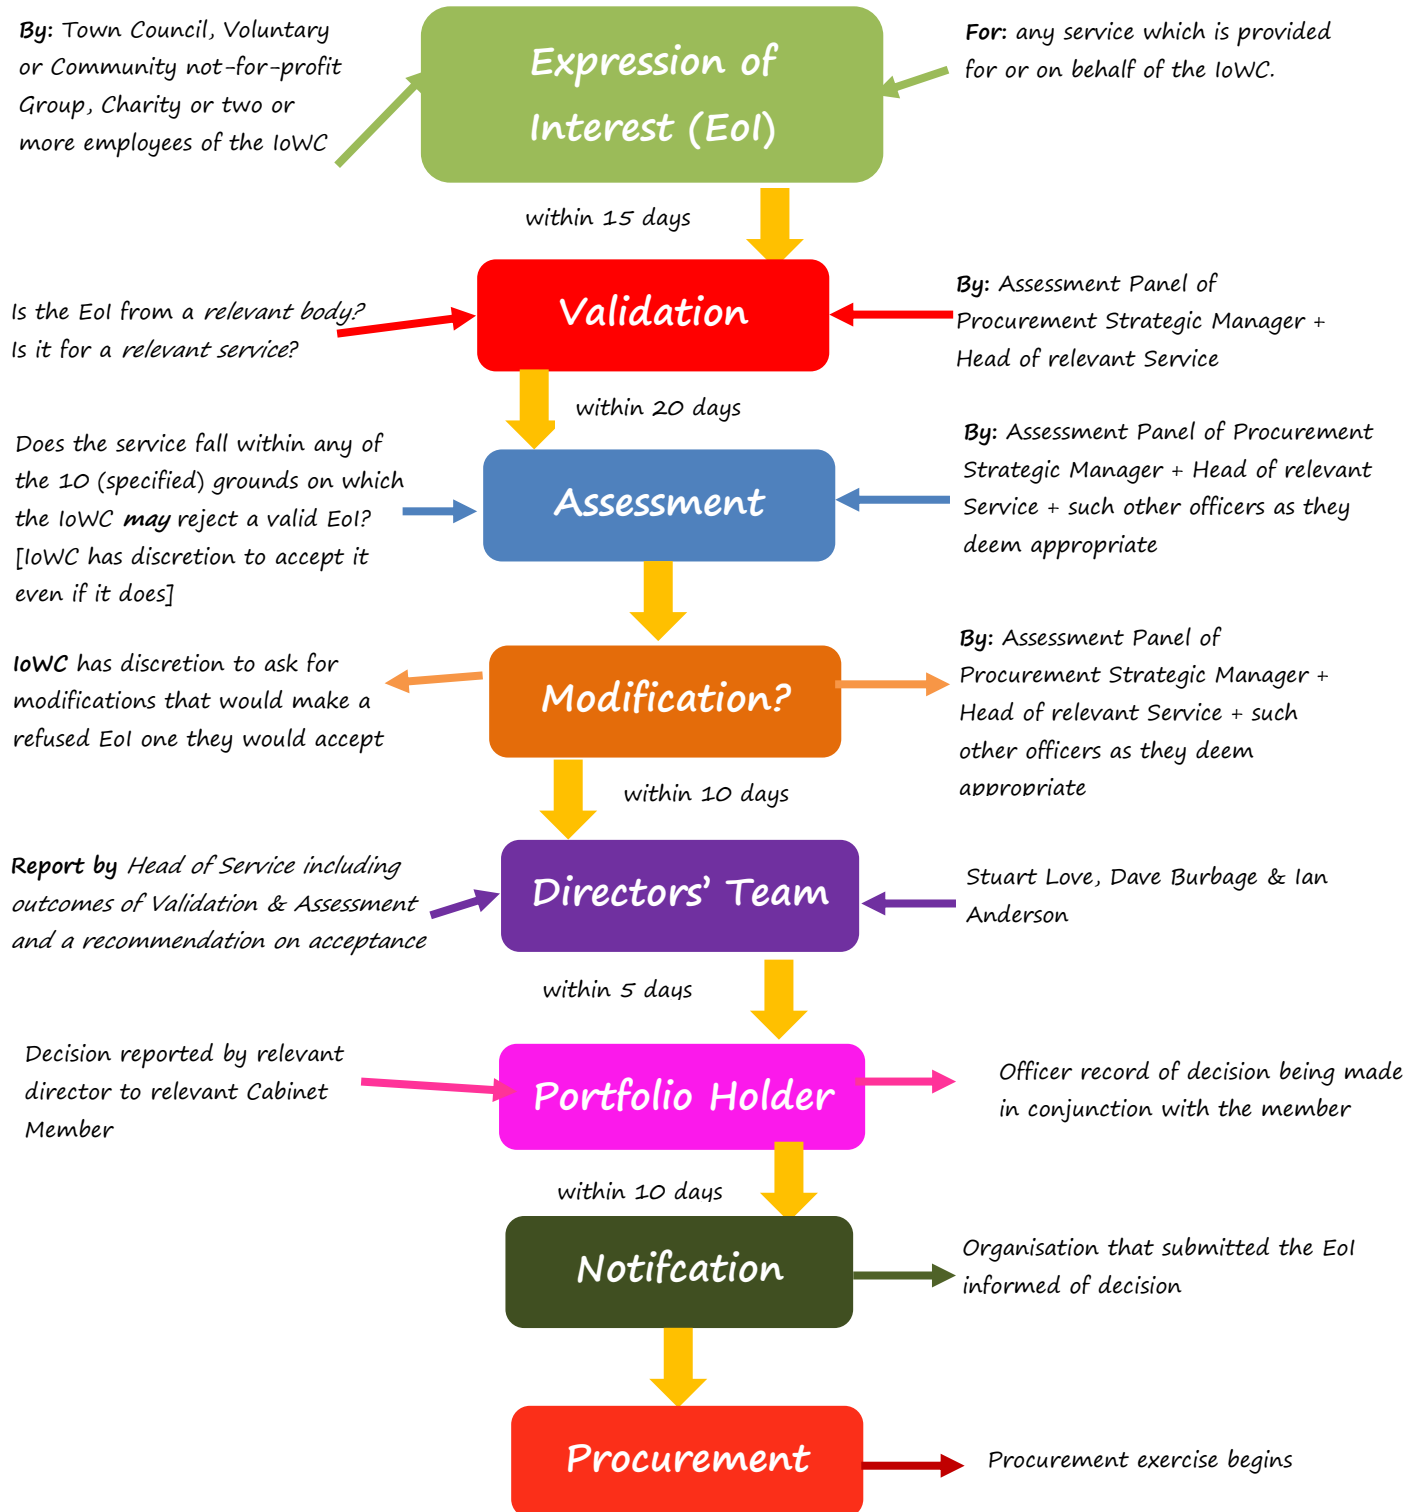 By: Town Council, Voluntary
or Community not-for-profit
Group, Charity or two or
more employees of the IoWC
Expression of
Interest (EoI)
For: any service which is provided
for or on behalf of the IoWC.
within 15 days
Is the EoI from a relevant body?
Is it for a relevant service?
Validation
By: Assessment Panel of
Procurement Strategic Manager +
Head of relevant Service
within 20 days
Does the service fall within any of
the 10 (specified) grounds on which
the IoWC may reject a valid EoI?
[IoWC has discretion to accept it
even if it does]
Assessment
By: Assessment Panel of Procurement
Strategic Manager + Head of relevant
Service + such other officers as they
deem appropriate
IoWC has discretion to ask for
modifications that would make a
refused EoI one they would accept
Modification?
By: Assessment Panel of
Procurement Strategic Manager +
Head of relevant Service + such
other officers as they deem
appropriate
within 10 days
Report by Head of Service including
outcomes of Validation & Assessment
and a recommendation on acceptance
Directors' Team
Stuart Love, Dave Burbage & Ian
Anderson
within 5 days
Decision reported by relevant
director to relevant Cabinet
Member
Portfolio Holder
Officer record of decision being made
in conjunction with the member
within 10 days
Notifcation
Organisation that submitted the EoI
informed of decision
Procurement
Procurement exercise begins